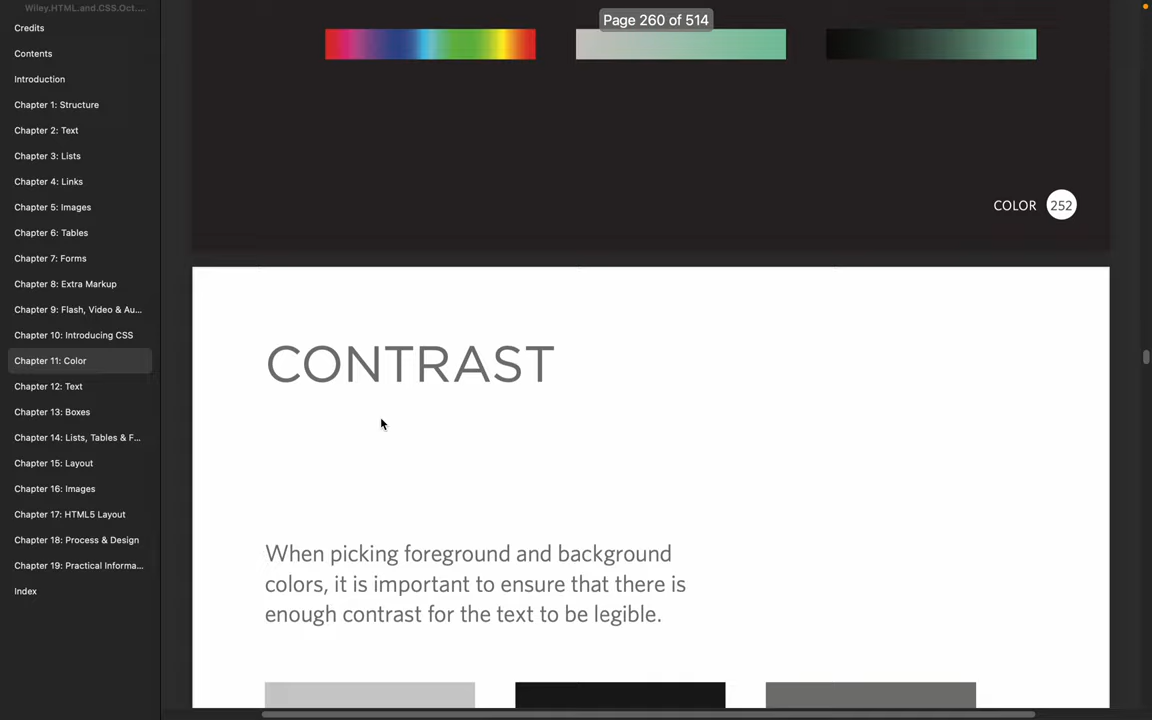 Wiley.HTML.and.CSS.Oct....
Credits
Contents
Introduction
Chapter 1: Structure
Chapter 2: Text
Chapter 3: Lists
Chapter 4: Links
Chapter 5: Images
Chapter 6: Tables
Chapter 7: Forms
Chapter 8: Extra Markup
Chapter 9: Flash, Video & Au...
Chapter 10: Introducing CSS
Chapter 11: Color
Chapter 12: Text
Chapter 13: Boxes
Chapter 14: Lists, Tables & F...
Chapter 15: Layout
Chapter 16: Images
Chapter 17: HTML5 Layout
Chapter 18: Process & Design
Chapter 19: Practical Informa...
Index
Page 260 of 514
COLOR 252
CONTRAST
When picking foreground and background
colors, it is important to ensure that there is
enough contrast for the text to be legible.